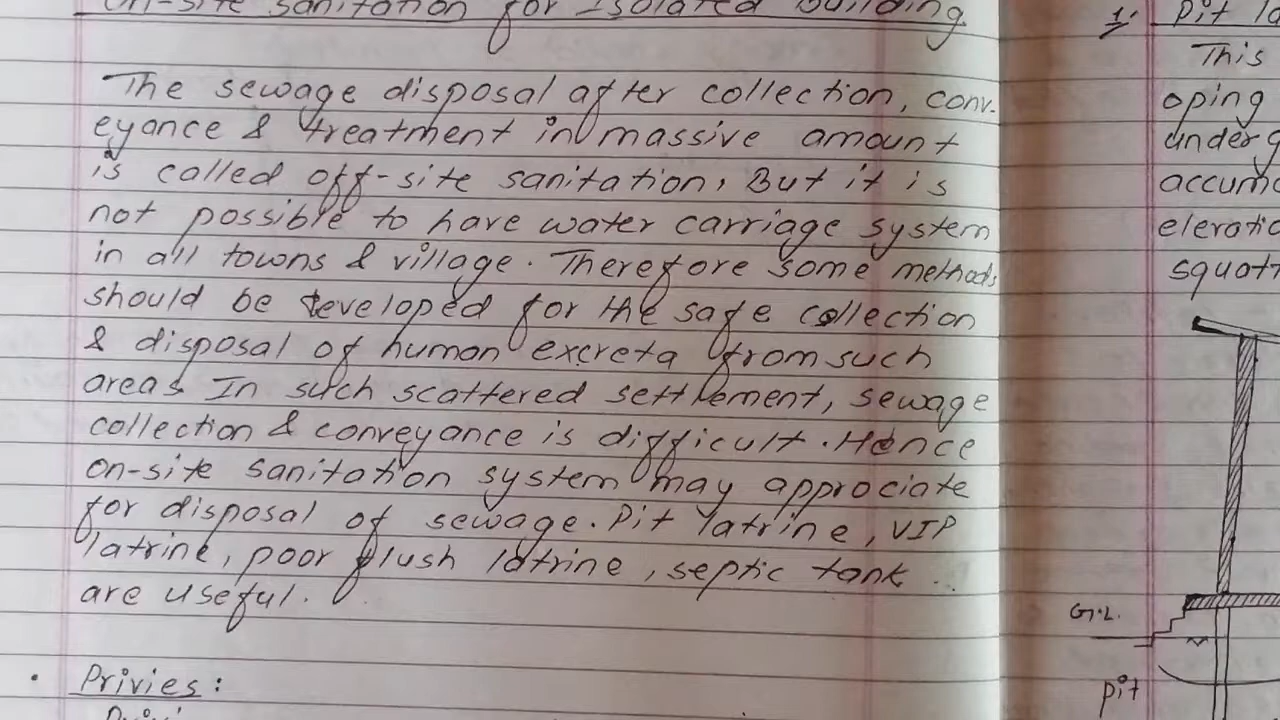 On-site sanitation for Isolated Building
The sewage disposal after collection, conv-
eyance & treatment in massive amount
is called off-site sanitation, But it is
not possible to have water carriage system
in all towns & village. Therefore some methods
should be developed for the safe collection
& disposal of human excreta from such
areas In such scattered settlement, sewage
collection & conveyance is difficult. Hence
on-site sanitation system may approciate
for disposal of sewage. Pit latrine, VIP
latrine, poor flush latrine, septic tank
are useful.
• Privies:
1. Pit la
This
oping
underg
accumu
eleratio
squatt
G.L.
pit